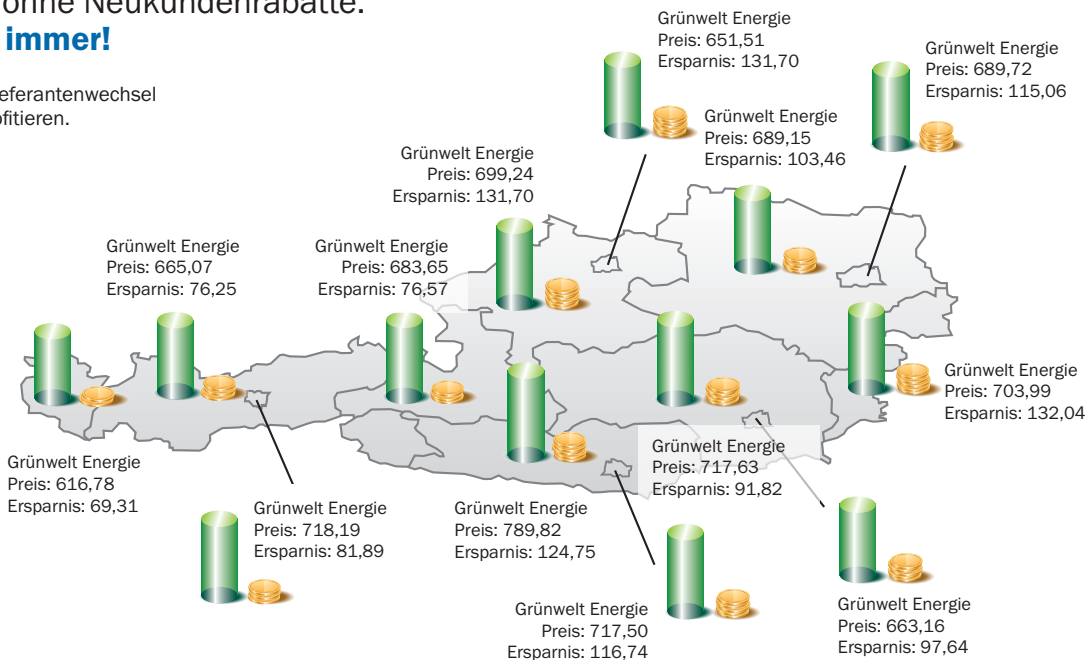 ohne Neukundenrabatte.
immer!
eferantenwechsel
ofitieren.
Grünwelt Energie
Preis: 651,51
Ersparnis: 131,70
Grünwelt Energie
Preis: 689,72
Ersparnis: 115,06
Grünwelt Energie
Preis: 689,15
Ersparnis: 103,46
Grünwelt Energie
Preis: 699,24
Ersparnis: 131,70
Grünwelt Energie
Preis: 665,07
Ersparnis: 76,25
Grünwelt Energie
Preis: 683,65
Ersparnis: 76,57
Grünwelt Energie
Preis: 703,99
Ersparnis: 132,04
Grünwelt Energie
Preis: 717,63
Ersparnis: 91,82
Grünwelt Energie
Preis: 616,78
Ersparnis: 69,31
Grünwelt Energie
Preis: 718,19
Ersparnis: 81,89
Grünwelt Energie
Preis: 789,82
Ersparnis: 124,75
Grünwelt Energie
Preis: 717,50
Ersparnis: 116,74
Grünwelt Energie
Preis: 663,16
Ersparnis: 97,64